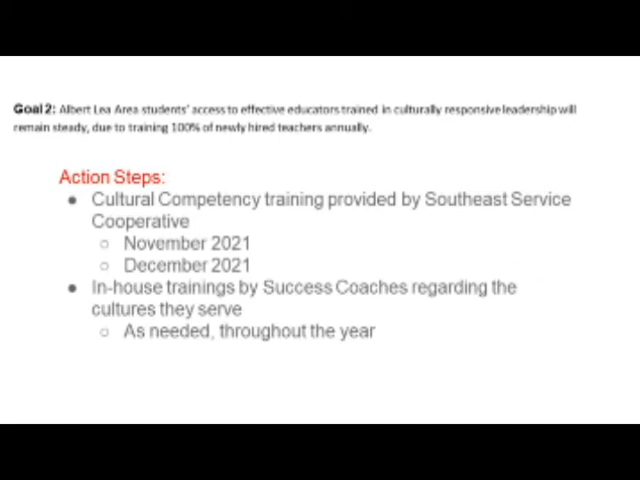 Goal 2: Albert Lea Area students' access to effective educators trained in culturally responsive leadership will
remain steady, due to training 100% of newly hired teachers annually.
Action Steps:
● Cultural Competency training provided by Southeast Service
Cooperative
○ November 2021
○ December 2021
● In-house trainings by Success Coaches regarding the
cultures they serve
○ As needed, throughout the year